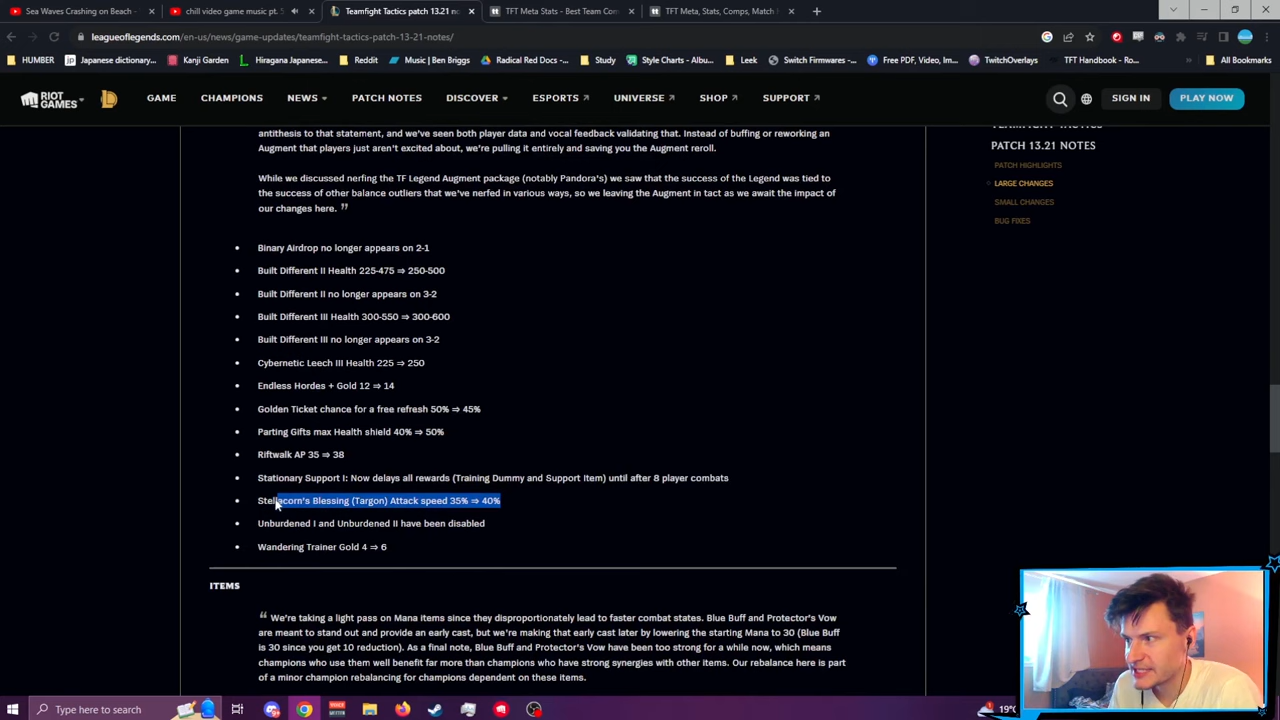 Sea Waves Crashing on Beach -
chill video game music pt. 5
Teamfight Tactics patch 13.21 n
TFT Meta Stats - Best Team Con
TFT Meta, Stats, Comps, Match
leagueoflegends.com/en-us/news/game-updates/teamfight-tactics-patch-13-21-notes/
HUMBER
Japanese dictionary...
Kanji Garden
Hiragana Japanese...
Reddit
Music | Ben Briggs
Radical Red Docs -...
Study
Style Charts - Albu...
Leek
Switch Firmwares -...
Free PDF, Video, Im...
TwitchOverlays
TFT Handbook - Ro...
All Bookmarks
RIOT GAMES
GAME
CHAMPIONS
NEWS
PATCH NOTES
DISCOVER
ESPORTS
UNIVERSE
SHOP
SUPPORT
SIGN IN
PLAY NOW
antithesis to that statement, and we've seen both player data and vocal feedback validating that. Instead of buffing or reworking an
Augment that players just aren't excited about, we're pulling it entirely and saving you the Augment reroll.
While we discussed nerfing the TF Legend Augment package (notably Pandora's) we saw that the success of the Legend was tied to
the success of other balance outliers that we've nerfed in various ways, so we leaving the Augment in tact as we await the impact of
our changes here. ”
• Binary Airdrop no longer appears on 2-1
• Built Different II Health 225-475 ⇒ 250-500
• Built Different II no longer appears on 3-2
• Built Different III Health 300-550 ⇒ 300-600
• Built Different III no longer appears on 3-2
• Cybernetic Leech III Health 225 ⇒ 250
• Endless Hordes + Gold 12 ⇒ 14
• Golden Ticket chance for a free refresh 50% ⇒ 45%
• Parting Gifts max Health shield 40% ⇒ 50%
• Riftwalk AP 35 ⇒ 38
• Stationary Support I: Now delays all rewards (Training Dummy and Support Item) until after 8 player combats
• Stellacorn's Blessing (Targon) Attack speed 35% ⇒ 40%
• Unburdened I and Unburdened II have been disabled
• Wandering Trainer Gold 4 ⇒ 6
ITEMS
“ We're taking a light pass on Mana items since they disproportionately lead to faster combat states. Blue Buff and Protector's Vow
are meant to stand out and provide an early cast, but we're making that early cast later by lowering the starting Mana to 30 (Blue Buff
is 30 since you get 10 reduction). As a final note, Blue Buff and Protector's Vow have been too strong for a while now, which means
champions who use them well benefit far more than champions who have strong synergies with other items. Our rebalance here is part
of a minor champion rebalancing for champions dependent on these items.
TEAMFIGHT TACTICS
PATCH 13.21 NOTES
PATCH HIGHLIGHTS
LARGE CHANGES
SMALL CHANGES
BUG FIXES
Type here to search
19°